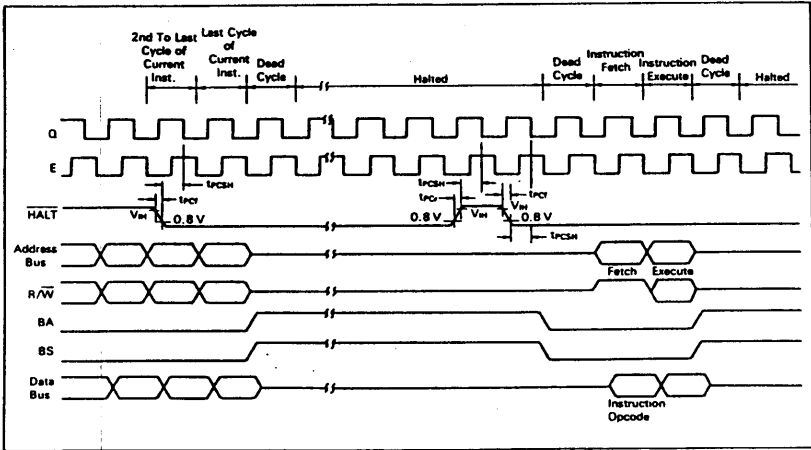 2nd To Last
Cycle of
Current
Inst.
Last Cycle
of
Current
Inst.
Dead
Cycle
Halted
Dead
Cycle
Instruction
Fetch
Instruction
Execute
Dead
Cycle
Halted
Q
E
tPCSH
tPCf
tPCSH
tPCr
tPCf
HALT
VIH
0.8 V
0.8 V
VIH
VIH
0.8 V
tPCSH
Address
Bus
Fetch
Execute
R/W
BA
BS
Data
Bus
Instruction
Opcode